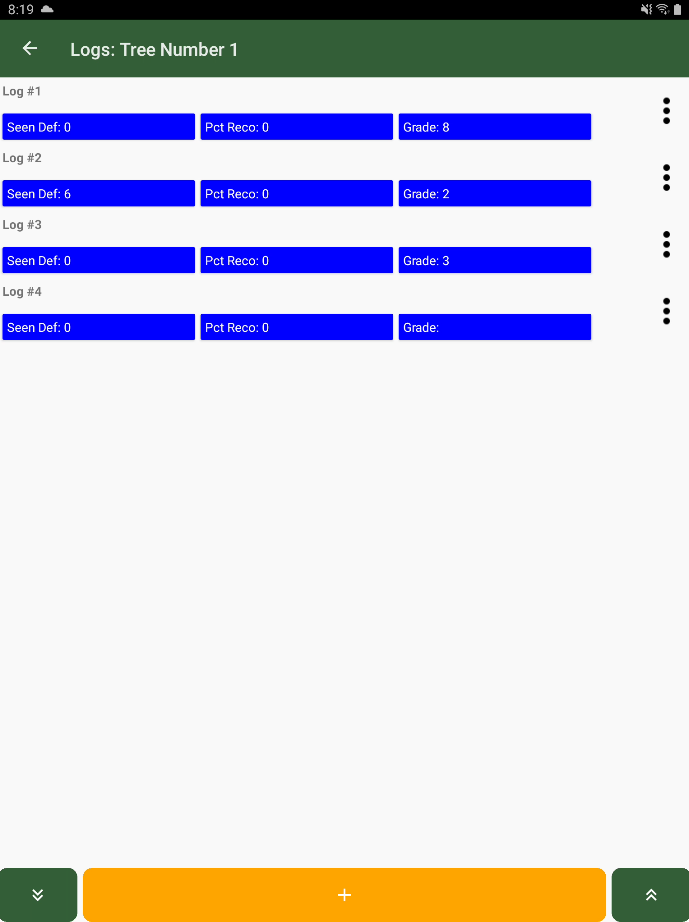 8:19
Logs: Tree Number 1
Log #1
Seen Def: 0 Pct Reco: 0 Grade: 8
Log #2
Seen Def: 6 Pct Reco: 0 Grade: 2
Log #3
Seen Def: 0 Pct Reco: 0 Grade: 3
Log #4
Seen Def: 0 Pct Reco: 0 Grade: